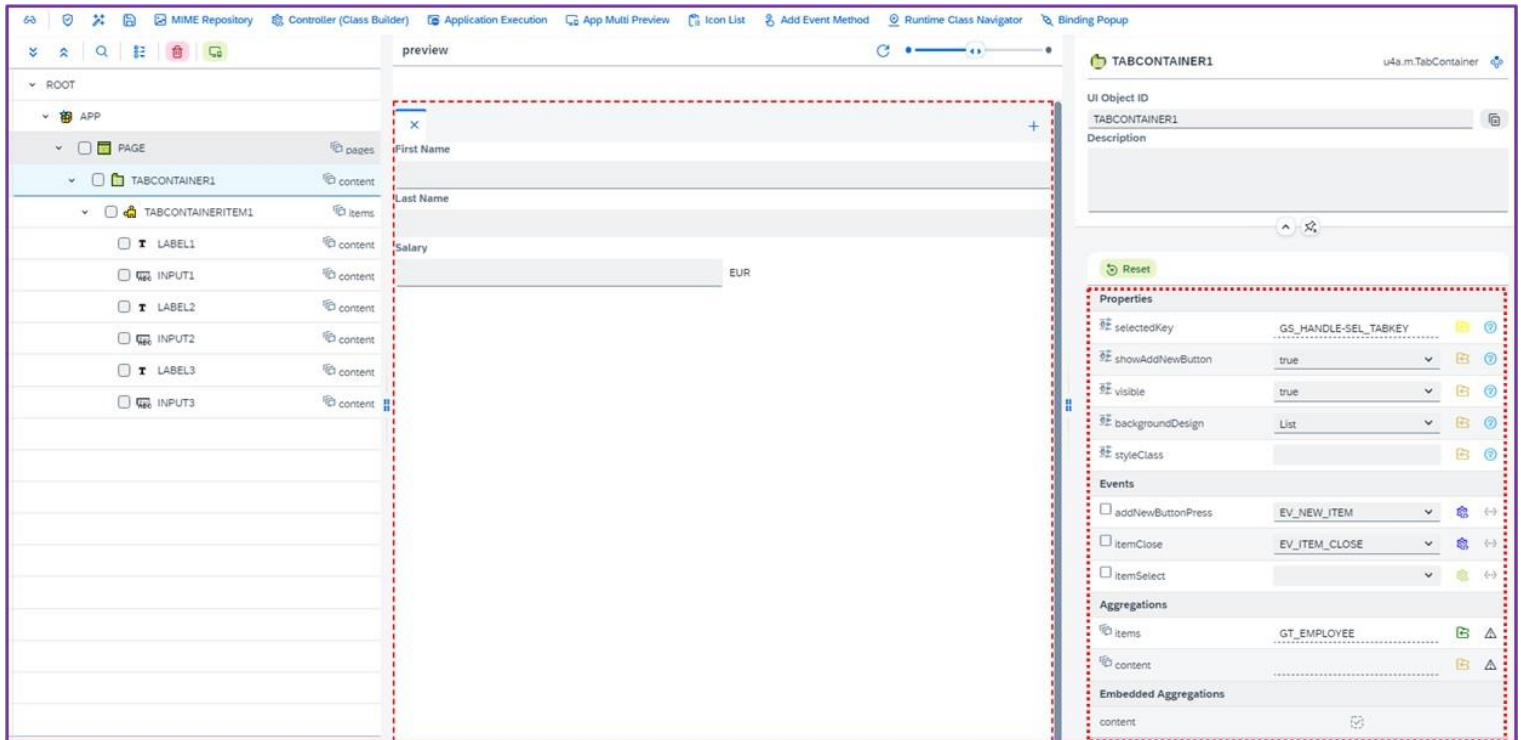 MIME Repository Controller (Class Builder) Application Execution App Multi Preview Icon List Add Event Method Runtime Class Navigator Binding Popup
ROOT
APP
PAGE pages
TABCONTAINER1 content
TABCONTAINERITEM1 items
LABEL1 content
INPUT1 content
LABEL2 content
INPUT2 content
LABEL3 content
INPUT3 content
preview
First Name
Last Name
Salary
EUR
TABCONTAINER1 u4a.m.TabContainer
UI Object ID
TABCONTAINER1
Description
Reset
Properties
selectedKey GS_HANDLE-SEL_TABKEY
showAddNewButton true
visible true
backgroundDesign List
styleClass
Events
addNewButtonPress EV_NEW_ITEM
itemClose EV_ITEM_CLOSE
itemSelect
Aggregations
items GT_EMPLOYEE
content
Embedded Aggregations
content